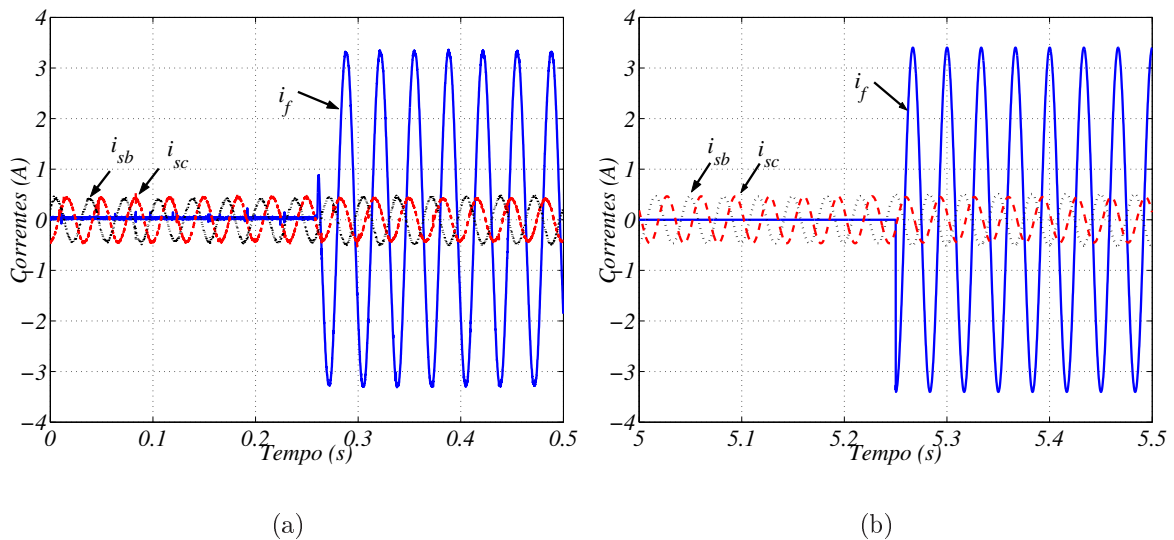 4
3
2
1
0
−1
−2
−3
−4
Correntes (A)
i_f
i_sb
i_sc
0
0.1
0.2
0.3
0.4
0.5
Tempo (s)
(a)
4
3
2
1
0
−1
−2
−3
−4
Correntes (A)
i_f
i_sb
i_sc
5
5.1
5.2
5.3
5.4
5.5
Tempo (s)
(b)